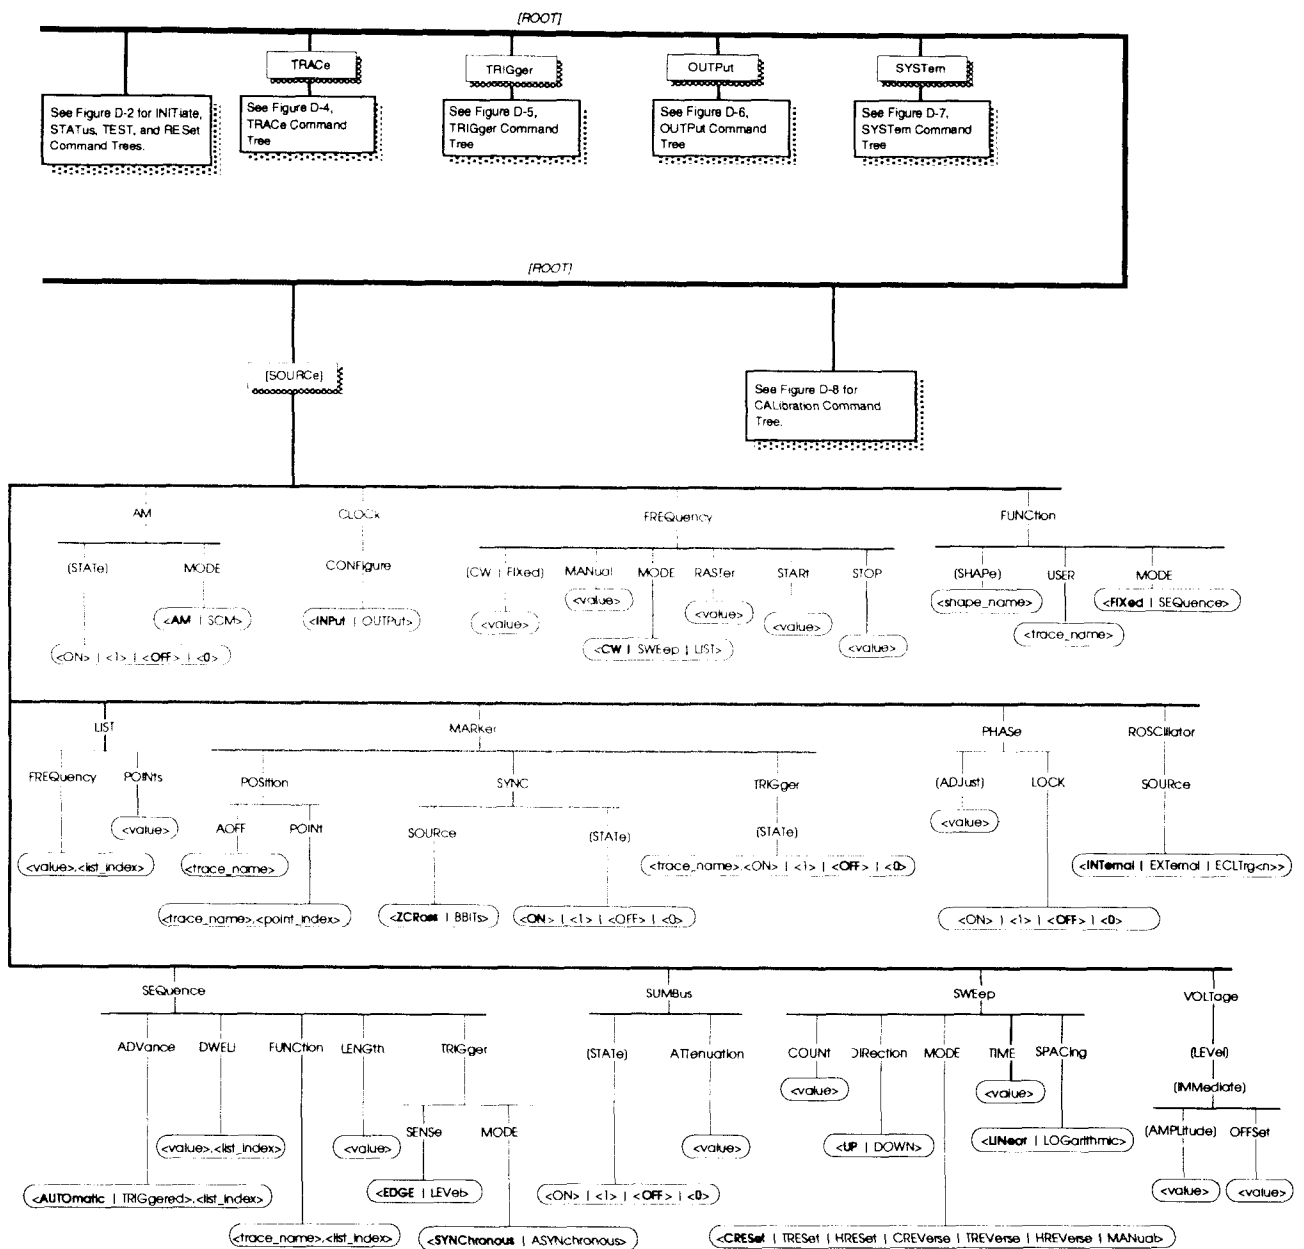 [ROOT]
TRACe
TRIGger
OUTPut
SYSTem
See Figure D-2 for INITiate,
STATus, TEST, and RESet
Command Trees.
See Figure D-4,
TRACe Command
Tree
See Figure D-5,
TRIGger Command
Tree
See Figure D-6,
OUTPut Command
Tree
See Figure D-7,
SYSTem Command
Tree
[ROOT]
[SOURCe]
See Figure D-8 for
CALibration Command
Tree.
AM
CLOCk
FREQuency
FUNCtion
(STATe)
MODE
CONFigure
(CW | FIXed)
MANual
MODE
RASTer
STARt
STOP
(SHAPe)
USER
MODE
<ON> | <1> | <OFF> | <0>
<AM | SCM>
<INPut | OUTPut>
<value>
<value>
<CW | SWEep | LIST>
<value>
<value>
<value>
<shape_name>
<trace_name>
<FIXed | SEQuence>
LIST
MARKer
PHASe
ROSCillator
FREQuency
POINts
POSition
SYNC
TRIGger
(ADJust)
LOCK
SOURce
AOFF
POINt
SOURce
(STATe)
(STATe)
<value>,<list_index>
<value>
<trace_name>
<trace_name>,<point_index>
<ZCRoss | BBITs>
<ON> | <1> | <OFF> | <0>
<trace_name>,<ON> | <1> | <OFF> | <0>
<value>
<ON> | <1> | <OFF> | <0>
<INTernal | EXTernal | ECLTrg<n>>
SEQuence
SUMBus
SWEep
VOLTage
ADVance
DWELl
FUNCtion
LENGth
TRIGger
(STATe)
ATTenuation
COUNt
DIRection
MODE
TIME
SPACing
(LEVel)
(IMMediate)
SENSe
MODE
(AMPLitude)
OFFSet
<AUTOmatic | TRIGgered>,<list_index>
<value>,<list_index>
<trace_name>,<list_index>
<value>
<EDGE | LEVel>
<SYNChronous | ASYNchronous>
<ON> | <1> | <OFF> | <0>
<value>
<value>
<UP | DOWN>
<CRESet | TRESet | HRESet | CREVerse | TREVerse | HREVerse | MANual>
<value>
<LINear | LOGarithmic>
<value>
<value>